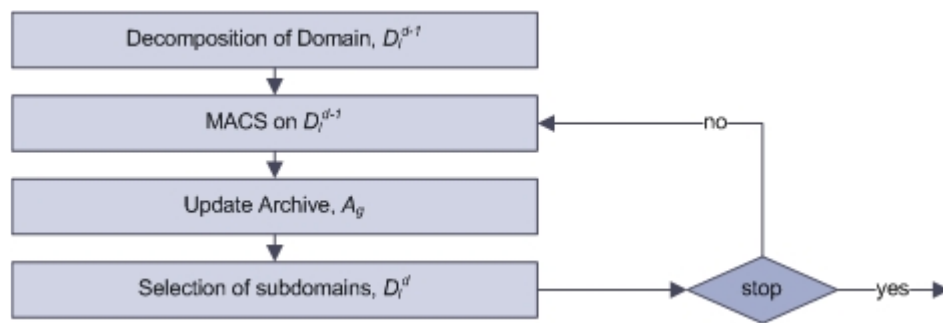 Decomposition of Domain, D_l^{d-1}
MACS on D_l^{d-1}
no
Update Archive, A_g
Selection of subdomains, D_l^d
stop
yes